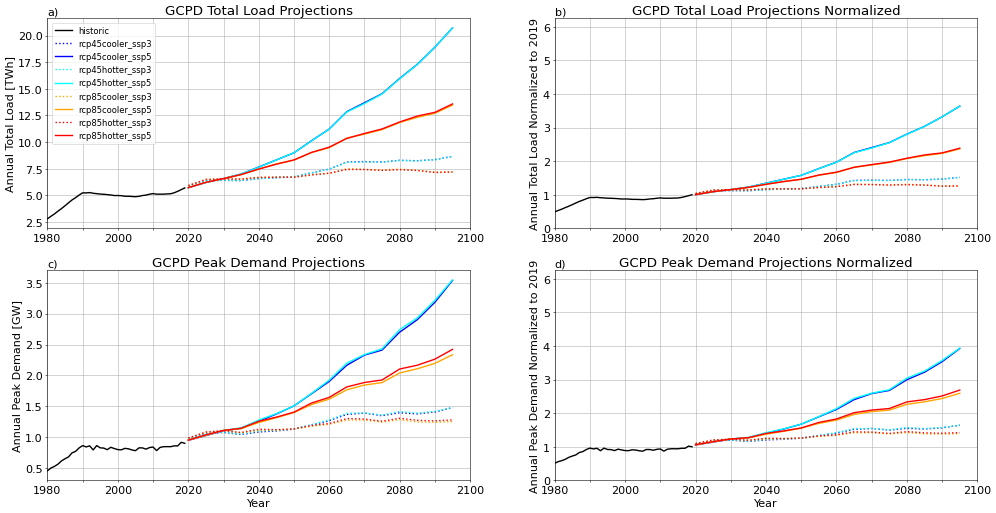 a) GCPD Total Load Projections
Annual Total Load [TWh]
20.0
17.5
15.0
12.5
10.0
7.5
5.0
2.5
historic
rcp45cooler_ssp3
rcp45cooler_ssp5
rcp45hotter_ssp3
rcp45hotter_ssp5
rcp85cooler_ssp3
rcp85cooler_ssp5
rcp85hotter_ssp3
rcp85hotter_ssp5
1980 2000 2020 2040 2060 2080 2100
b) GCPD Total Load Projections Normalized
Annual Total Load Normalized to 2019
6
5
4
3
2
1
0
1980 2000 2020 2040 2060 2080 2100
c) GCPD Peak Demand Projections
Annual Peak Demand [GW]
3.5
3.0
2.5
2.0
1.5
1.0
0.5
1980 2000 2020 2040 2060 2080 2100
Year
d) GCPD Peak Demand Projections Normalized
Annual Peak Demand Normalized to 2019
6
5
4
3
2
1
0
1980 2000 2020 2040 2060 2080 2100
Year